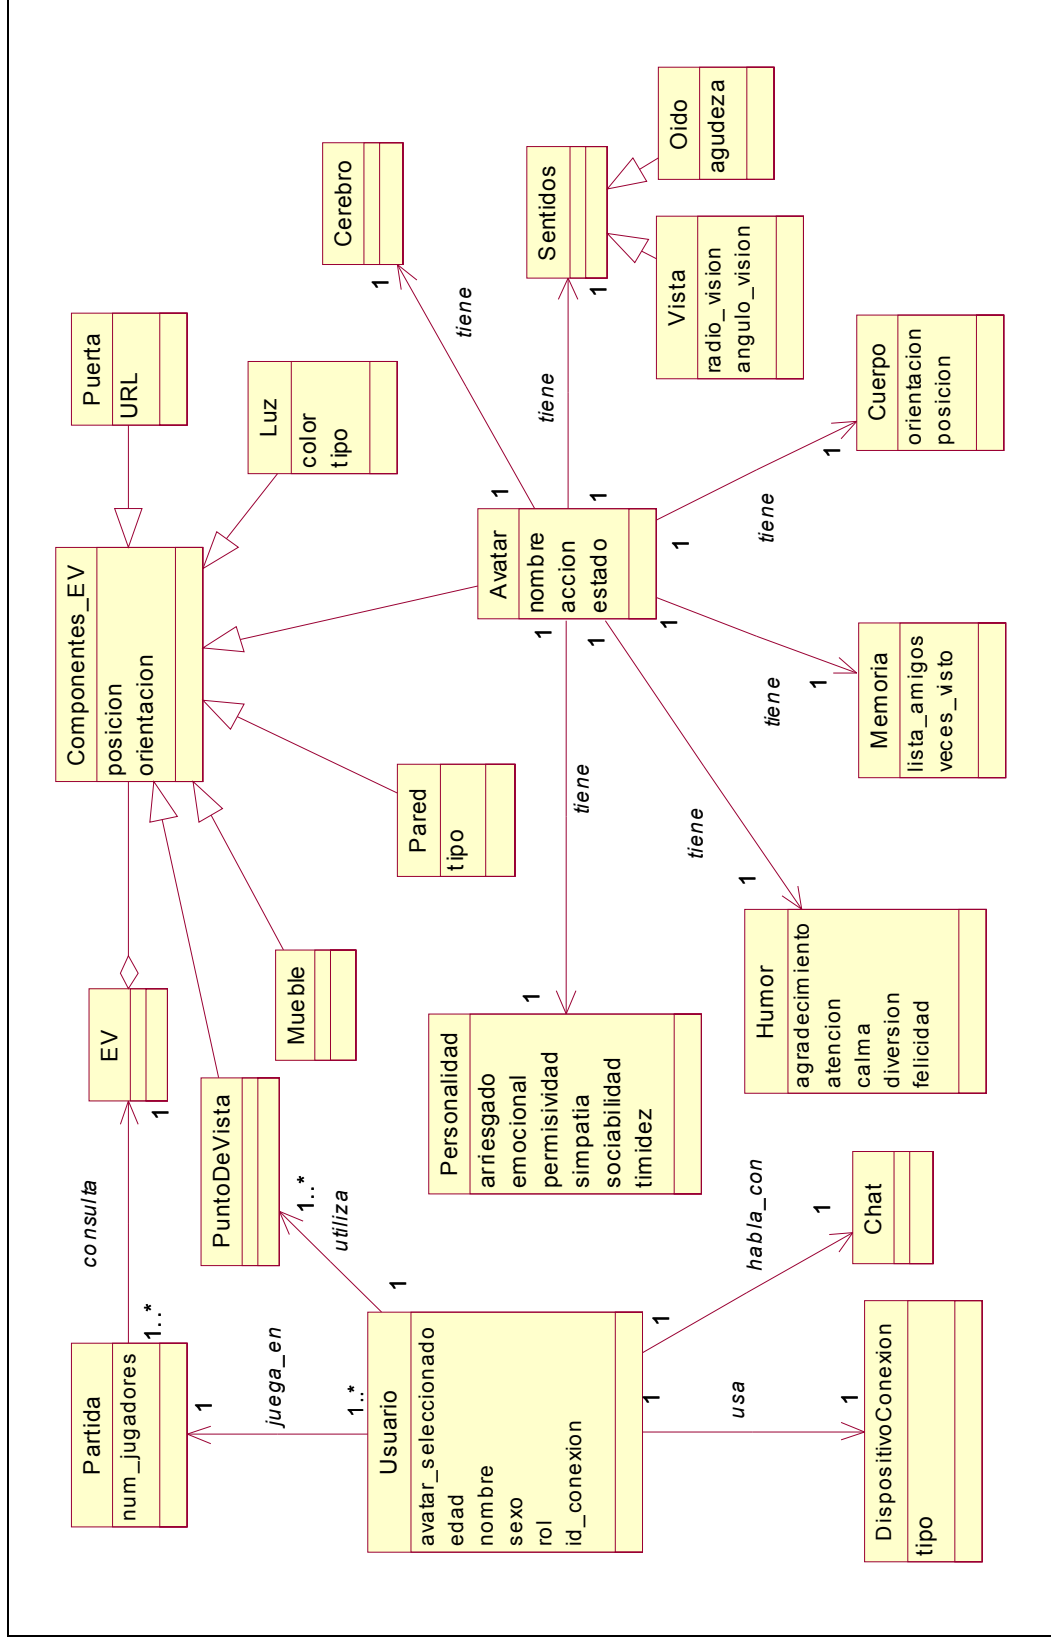 Partida
num_jugadores
1..*
consulta
1
EV
Componentes_EV
posicion
orientacion
Puerta
URL
1
juega_en
1..*
PuntoDeVista
1..*
utiliza
1
Mueble
Pared
tipo
Luz
color
tipo
Cerebro
1
tiene
Usuario
avatar_seleccionado
edad
nombre
sexo
rol
id_conexion
Personalidad
arriesgado
emocional
permisividad
simpatia
sociabilidad
timidez
1
tiene
1
Avatar
nombre
accion
estado
1
1
1
tiene
1
Sentidos
Vista
radio_vision
angulo_vision
Oido
agudeza
1
usa
1
DispositivoConexion
tipo
1
habla_con
1
Chat
tiene
1
Humor
agradecimiento
atencion
calma
diversion
felicidad
1
tiene
1
Memoria
lista_amigos
veces_visto
1
tiene
1
Cuerpo
orientacion
posicion